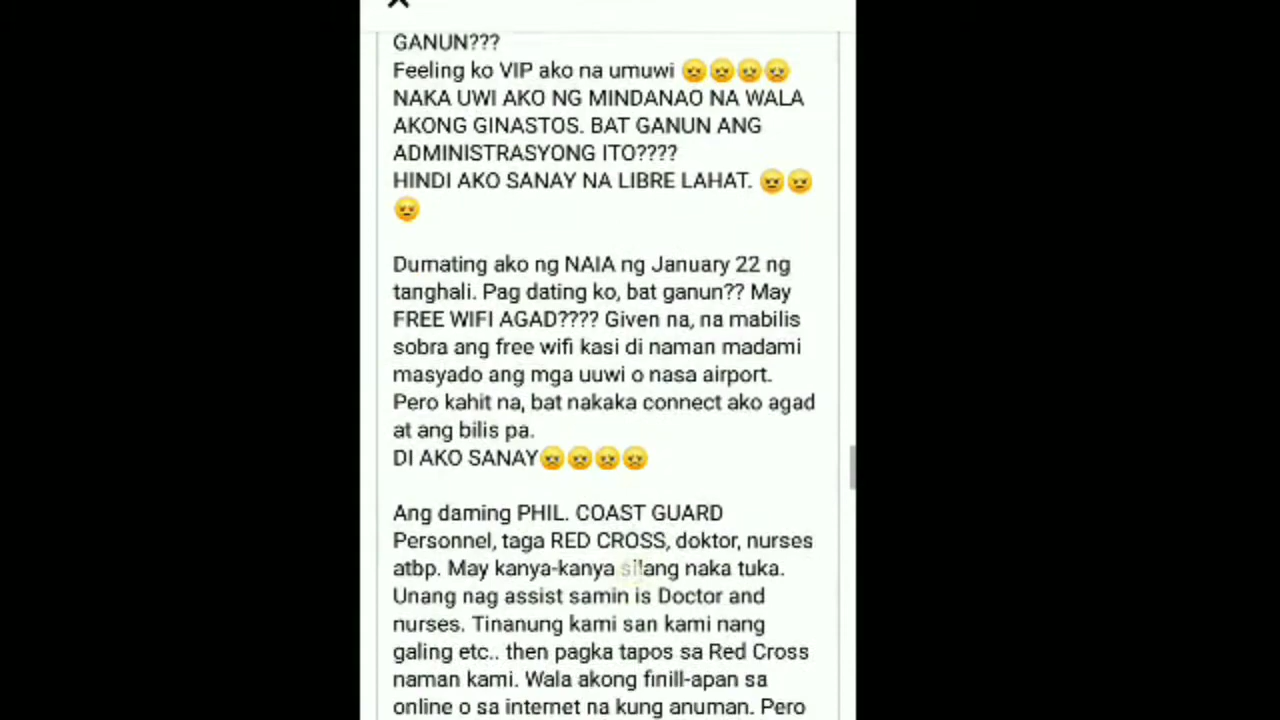 GANUN???
Feeling ko VIP ako na umuwi 😠😠😠😠
NAKA UWI AKO NG MINDANAO NA WALA
AKONG GINASTOS. BAT GANUN ANG
ADMINISTRASYONG ITO????
HINDI AKO SANAY NA LIBRE LAHAT. 😠😠
😠
Dumating ako ng NAIA ng January 22 ng
tanghali. Pag dating ko, bat ganun?? May
FREE WIFI AGAD???? Given na, na mabilis
sobra ang free wifi kasi di naman madami
masyado ang mga uuwi o nasa airport.
Pero kahit na, bat nakaka connect ako agad
at ang bilis pa.
DI AKO SANAY😠😠😠😠
Ang daming PHIL. COAST GUARD
Personnel, taga RED CROSS, doktor, nurses
atbp. May kanya-kanya silang naka tuka.
Unang nag assist samin is Doctor and
nurses. Tinanung kami san kami nang
galing etc.. then pagka tapos sa Red Cross
naman kami. Wala akong finill-apan sa
online o sa internet na kung anuman. Pero